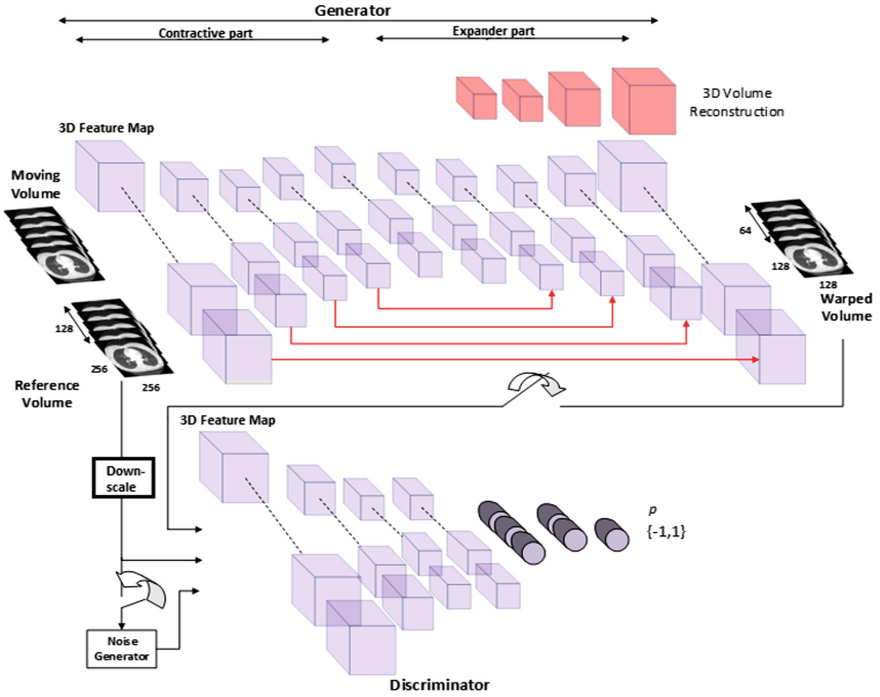 Generator
Contractive part
Expander part
3D Volume
Reconstruction
3D Feature Map
Moving
Volume
64
128
128
Warped
Volume
128
256
256
Reference
Volume
3D Feature Map
Down-
scale
p
{-1,1}
Noise
Generator
Discriminator